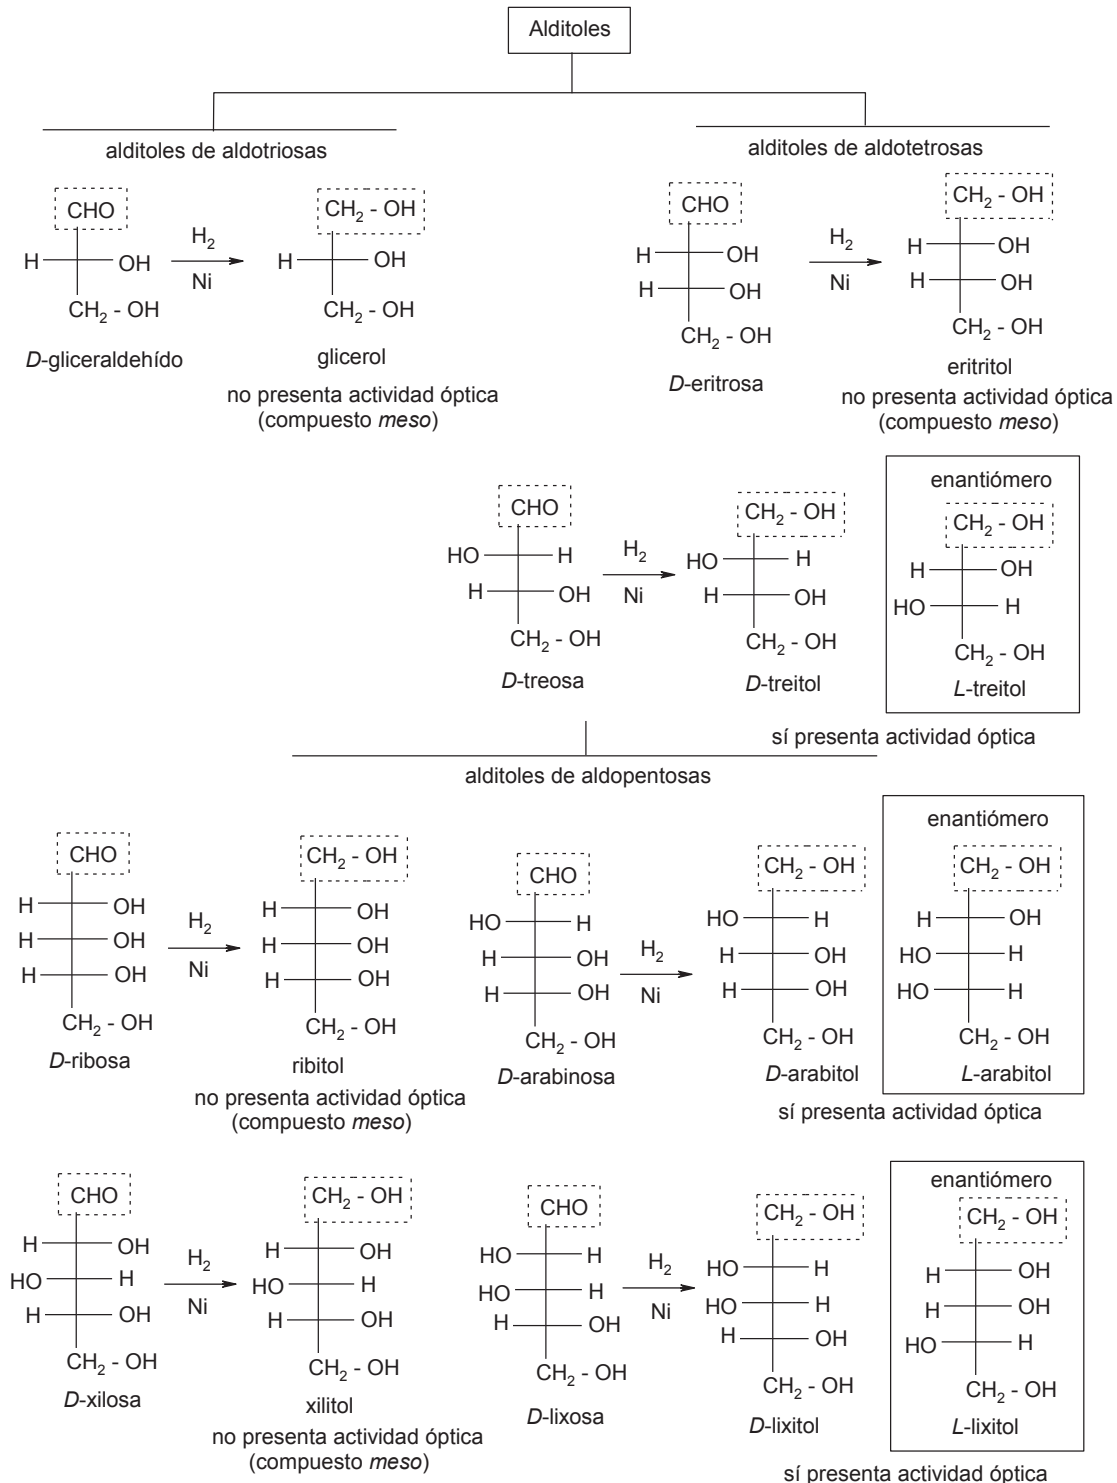 Alditoles
alditoles de aldotriosas
alditoles de aldotetrosas
CHO
H
OH
CH2 - OH
D-gliceraldehído
H2
Ni
CH2 - OH
H
OH
CH2 - OH
glicerol
no presenta actividad óptica
(compuesto meso)
CHO
H
OH
H
OH
CH2 - OH
D-eritrosa
H2
Ni
CH2 - OH
H
OH
H
OH
CH2 - OH
eritritol
no presenta actividad óptica
(compuesto meso)
CHO
HO
H
H
OH
CH2 - OH
D-treosa
H2
Ni
CH2 - OH
HO
H
H
OH
CH2 - OH
D-treitol
enantiómero
CH2 - OH
H
OH
HO
H
CH2 - OH
L-treitol
sí presenta actividad óptica
alditoles de aldopentosas
CHO
H
OH
H
OH
H
OH
CH2 - OH
D-ribosa
H2
Ni
CH2 - OH
H
OH
H
OH
H
OH
CH2 - OH
ribitol
no presenta actividad óptica
(compuesto meso)
CHO
HO
H
H
OH
H
OH
CH2 - OH
D-arabinosa
H2
Ni
CH2 - OH
HO
H
H
OH
H
OH
CH2 - OH
D-arabitol
enantiómero
CH2 - OH
H
OH
HO
H
HO
H
CH2 - OH
L-arabitol
sí presenta actividad óptica
CHO
H
OH
HO
H
H
OH
CH2 - OH
D-xilosa
H2
Ni
CH2 - OH
H
OH
HO
H
H
OH
CH2 - OH
xilitol
no presenta actividad óptica
(compuesto meso)
CHO
HO
H
HO
H
H
OH
CH2 - OH
D-lixosa
H2
Ni
CH2 - OH
HO
H
HO
H
H
OH
CH2 - OH
D-lixitol
enantiómero
CH2 - OH
H
OH
H
OH
HO
H
CH2 - OH
L-lixitol
sí presenta actividad óptica